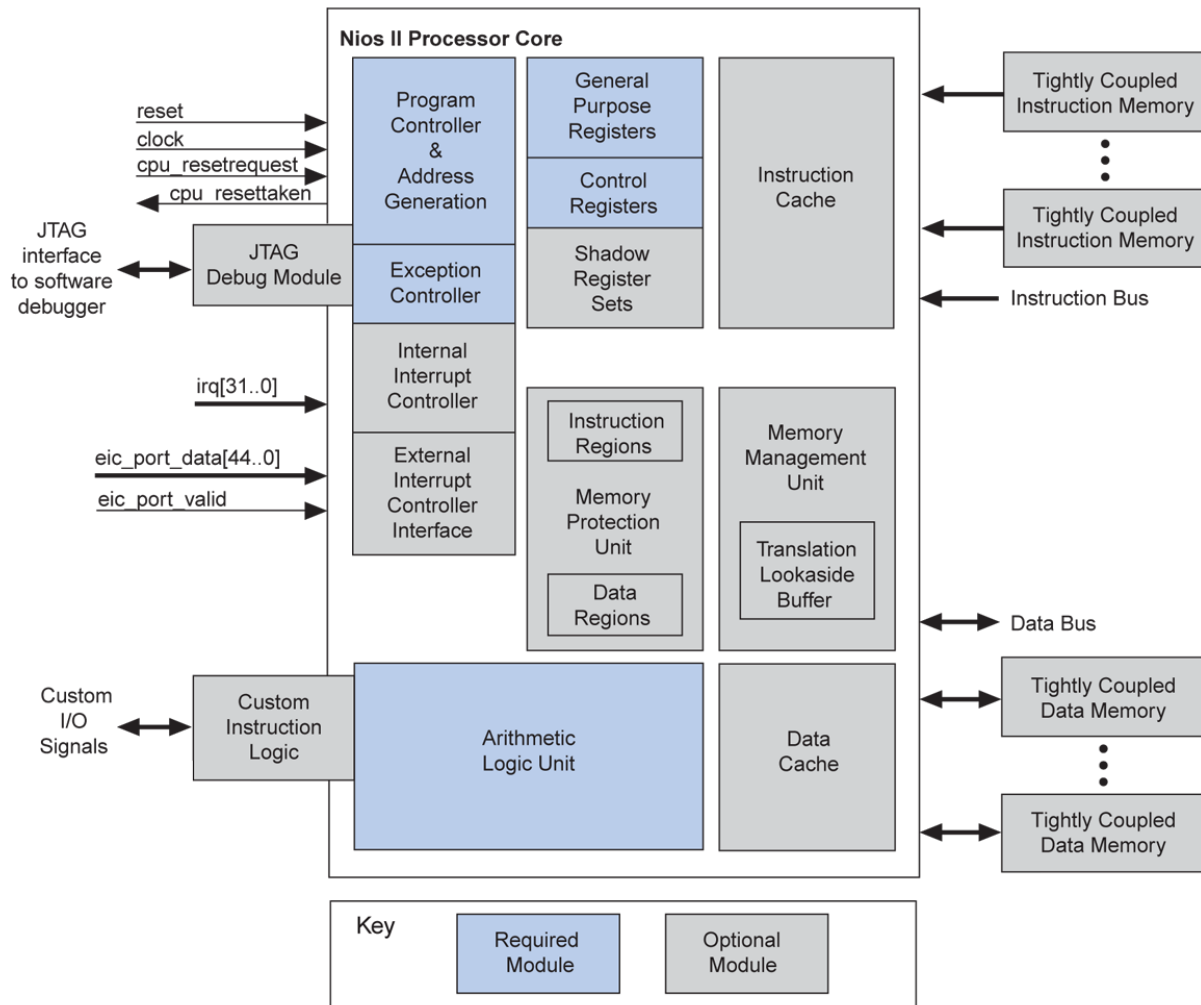 Nios II Processor Core
reset
clock
cpu_resetrequest
cpu_resettaken
JTAG
interface
to software
debugger
JTAG
Debug Module
irq[31..0]
eic_port_data[44..0]
eic_port_valid
Custom
I/O
Signals
Custom
Instruction
Logic
Program
Controller
&
Address
Generation
Exception
Controller
Internal
Interrupt
Controller
External
Interrupt
Controller
Interface
General
Purpose
Registers
Control
Registers
Shadow
Register
Sets
Instruction
Cache
Instruction
Regions
Memory
Protection
Unit
Data
Regions
Memory
Management
Unit
Translation
Lookaside
Buffer
Arithmetic
Logic Unit
Data
Cache
Tightly Coupled
Instruction Memory
Tightly Coupled
Instruction Memory
Instruction Bus
Data Bus
Tightly Coupled
Data Memory
Tightly Coupled
Data Memory
Key
Required
Module
Optional
Module